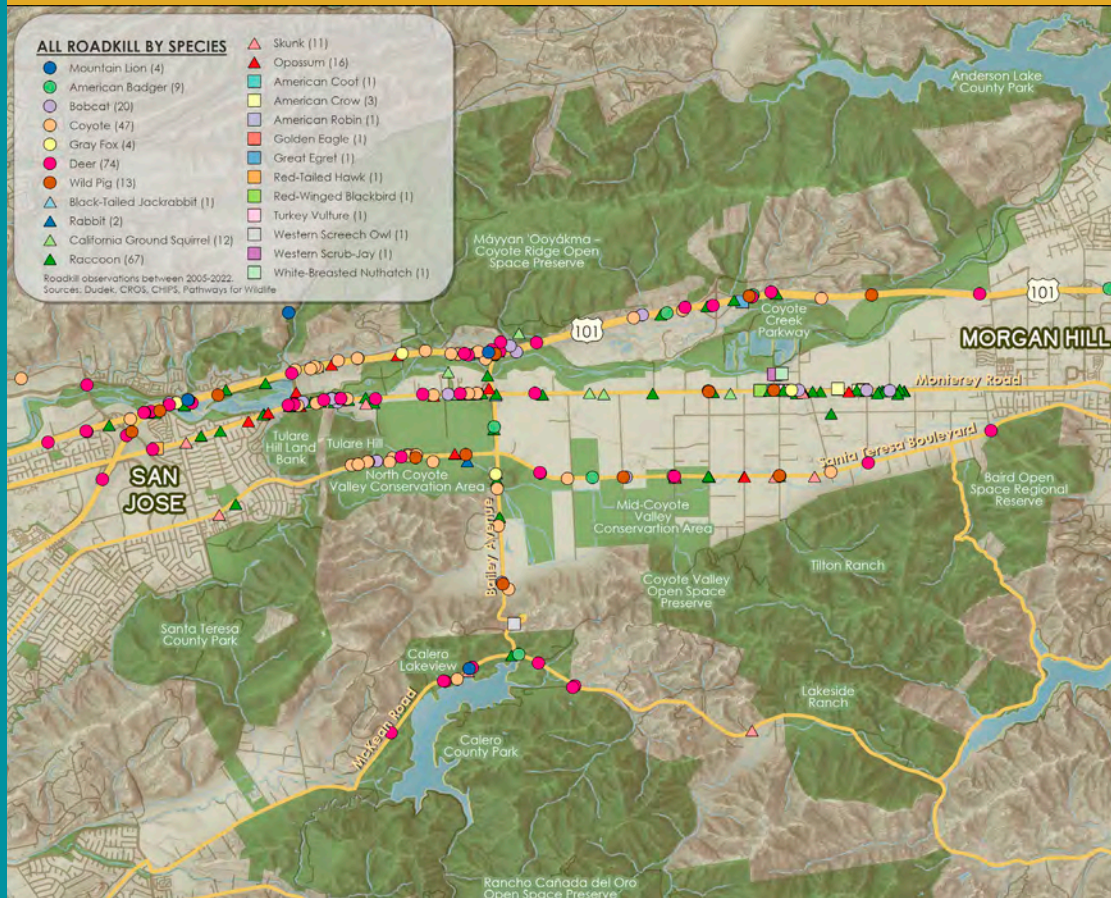 ALL ROADKILL BY SPECIES
Mountain Lion (4)
American Badger (9)
Bobcat (20)
Coyote (47)
Gray Fox (4)
Deer (74)
Wild Pig (13)
Black-Tailed Jackrabbit (1)
Rabbit (2)
California Ground Squirrel (12)
Raccoon (67)
Skunk (11)
Opossum (16)
American Coot (1)
American Crow (3)
American Robin (1)
Golden Eagle (1)
Great Egret (1)
Red-Tailed Hawk (1)
Red-Winged Blackbird (1)
Turkey Vulture (1)
Western Screech Owl (1)
Western Scrub-Jay (1)
White-Breasted Nuthatch (1)
Roadkill observations between 2005-2022.
Sources: Dudek, CROS, CHIPS, Pathways for Wildlife
Anderson Lake
County Park
Máyyan 'Ooyákma –
Coyote Ridge Open
Space Preserve
101
101
Coyote
Creek
Parkway
MORGAN HILL
Monterey Road
Santa Teresa Boulevard
Tulare
Hill Land
Bank
Tulare Hill
SAN
JOSE
North Coyote
Valley Conservation Area
Mid-Coyote
Valley
Conservartion Area
Baird Open
Space Regional
Reserve
Bailey Avenue
Coyote Valley
Open Space
Preserve
Tilton Ranch
Santa Teresa
County Park
Calero
Lakeview
Lakeside
Ranch
McKean Road
Calero
County Park
Rancho Cañada del Oro
Open Space Preserve